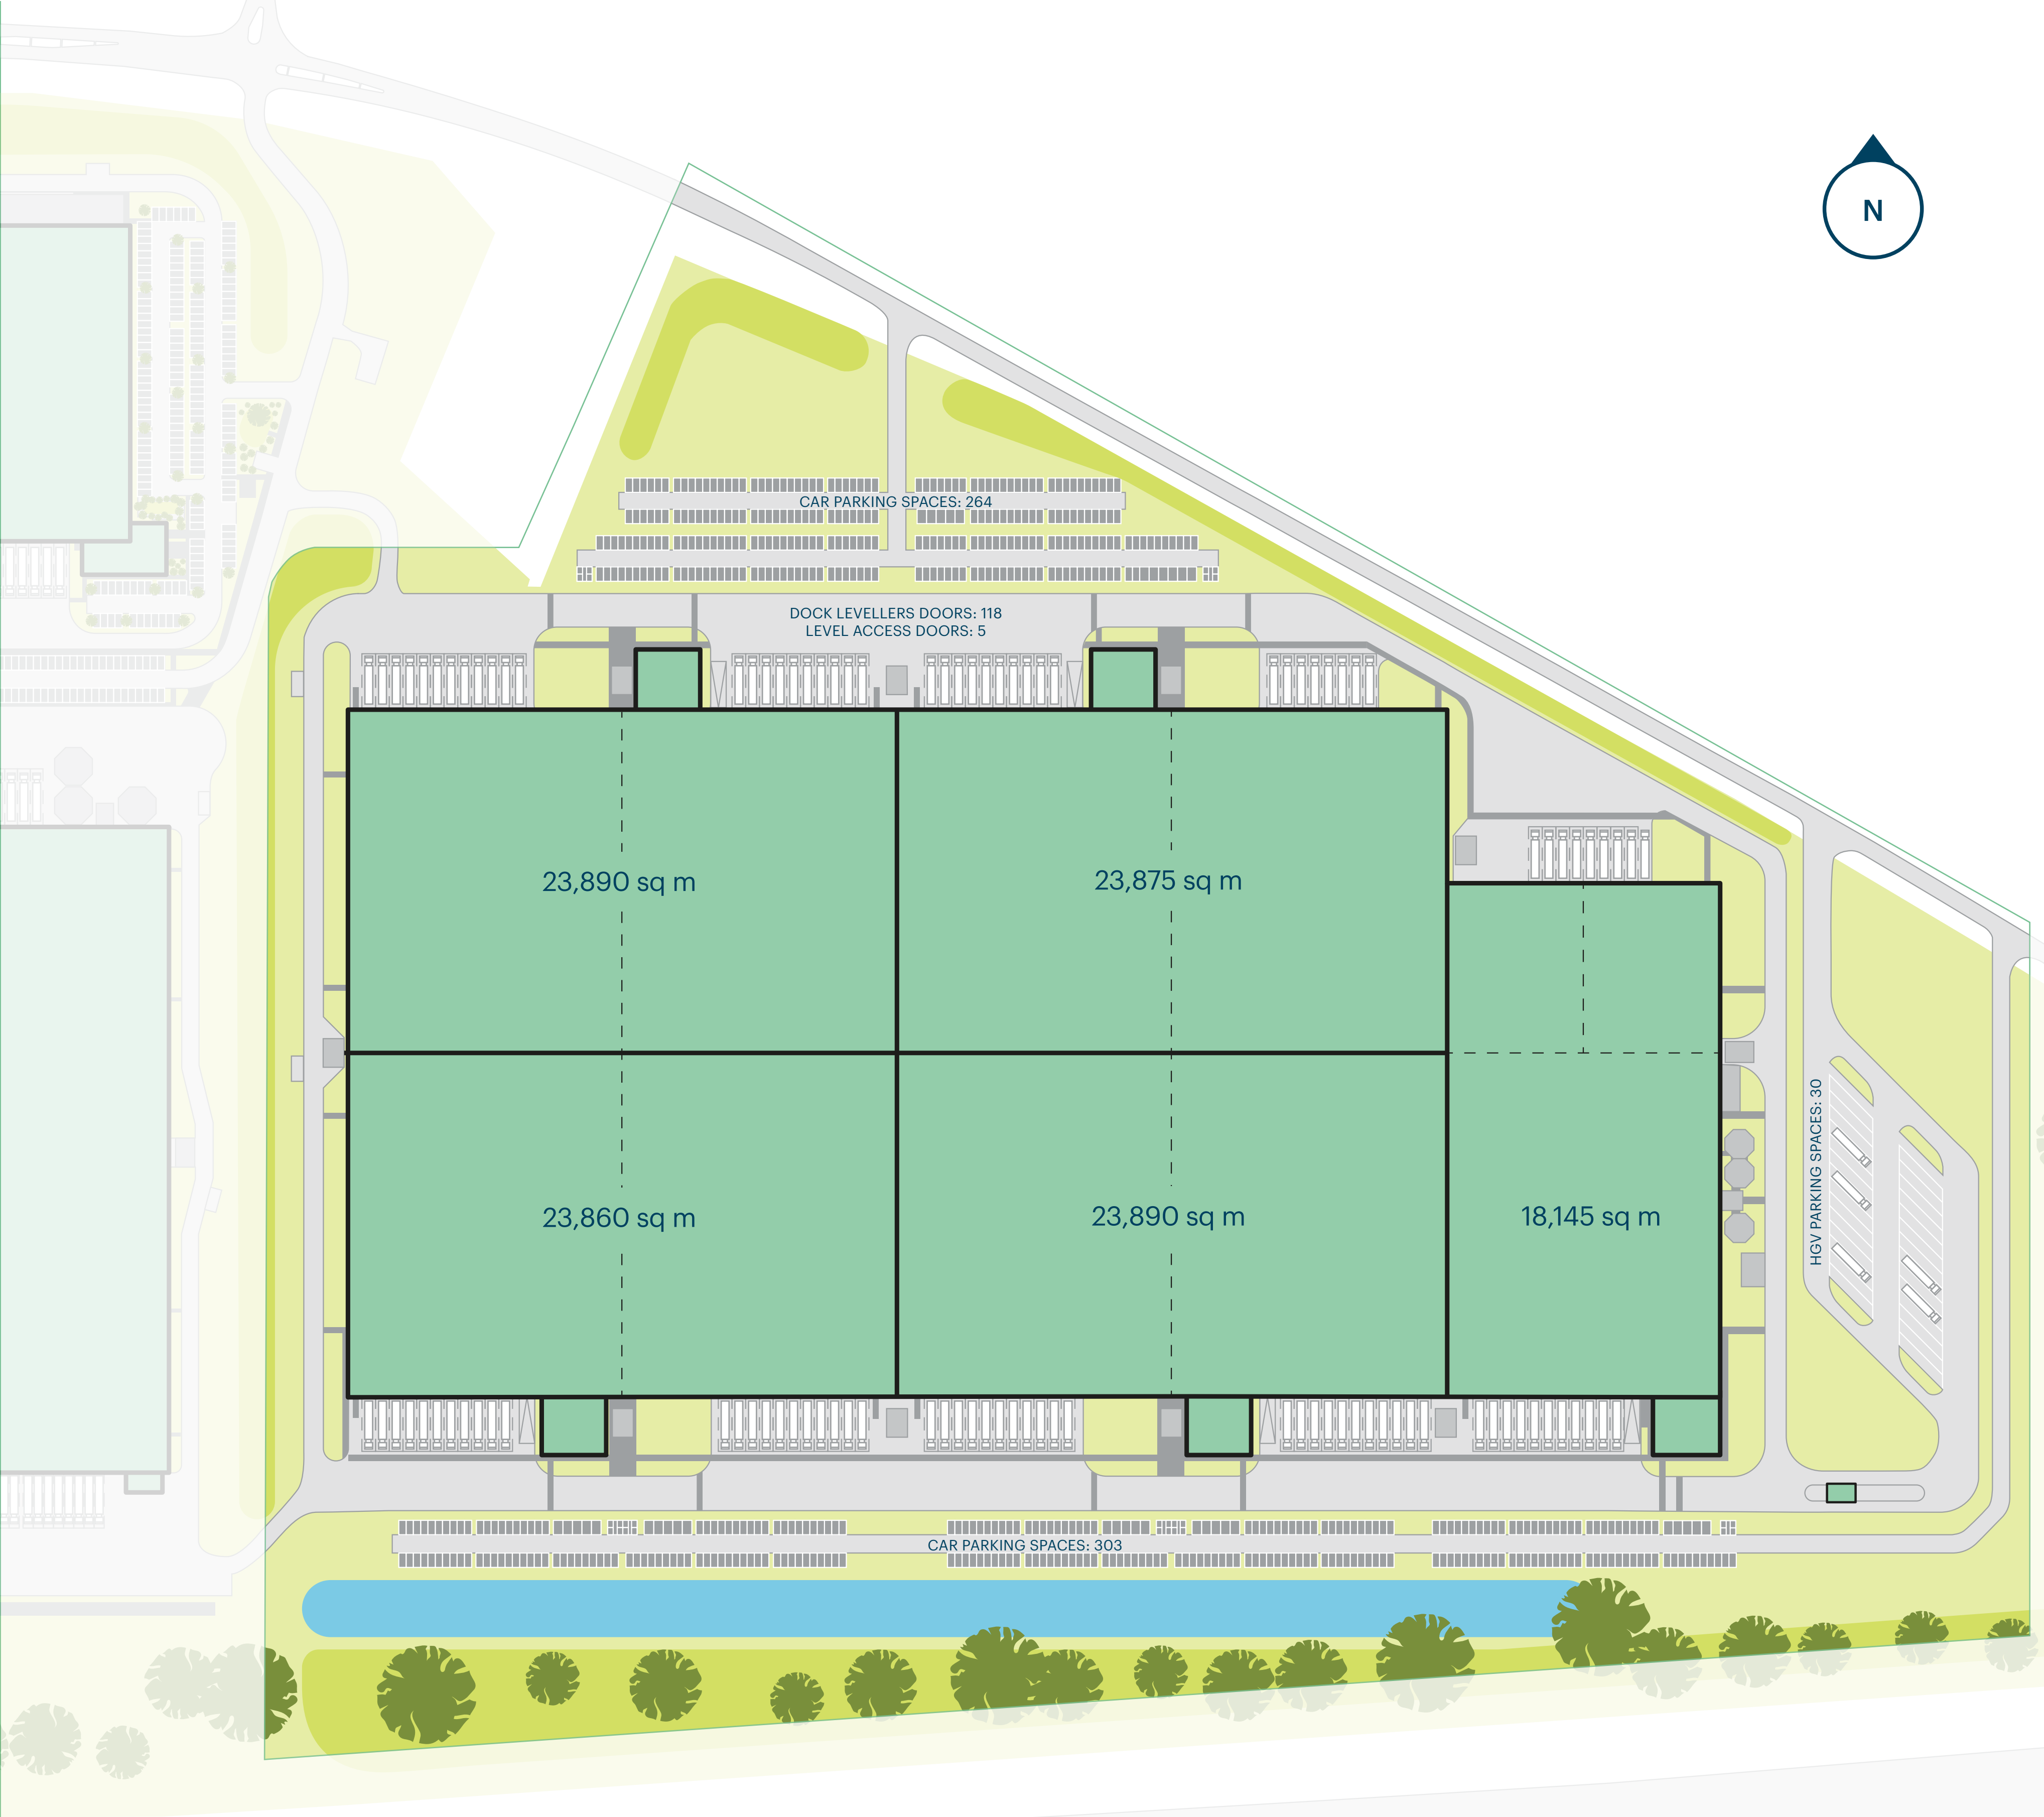 N
CAR PARKING SPACES: 264
DOCK LEVELLERS DOORS: 118
LEVEL ACCESS DOORS: 5
23,890 sq m
23,875 sq m
HGV PARKING SPACES: 30
23,860 sq m
23,890 sq m
18,145 sq m
CAR PARKING SPACES: 303